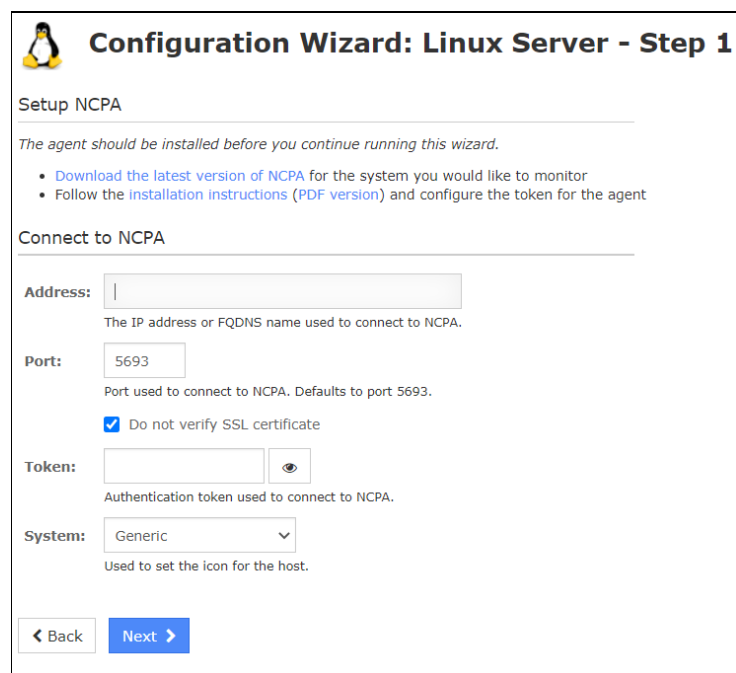 Configuration Wizard: Linux Server - Step 1
Setup NCPA
The agent should be installed before you continue running this wizard.
• Download the latest version of NCPA for the system you would like to monitor
• Follow the installation instructions (PDF version) and configure the token for the agent
Connect to NCPA
Address:
The IP address or FQDNS name used to connect to NCPA.
Port: 5693
Port used to connect to NCPA. Defaults to port 5693.
Do not verify SSL certificate
Token:
Authentication token used to connect to NCPA.
System: Generic
Used to set the icon for the host.
Back Next